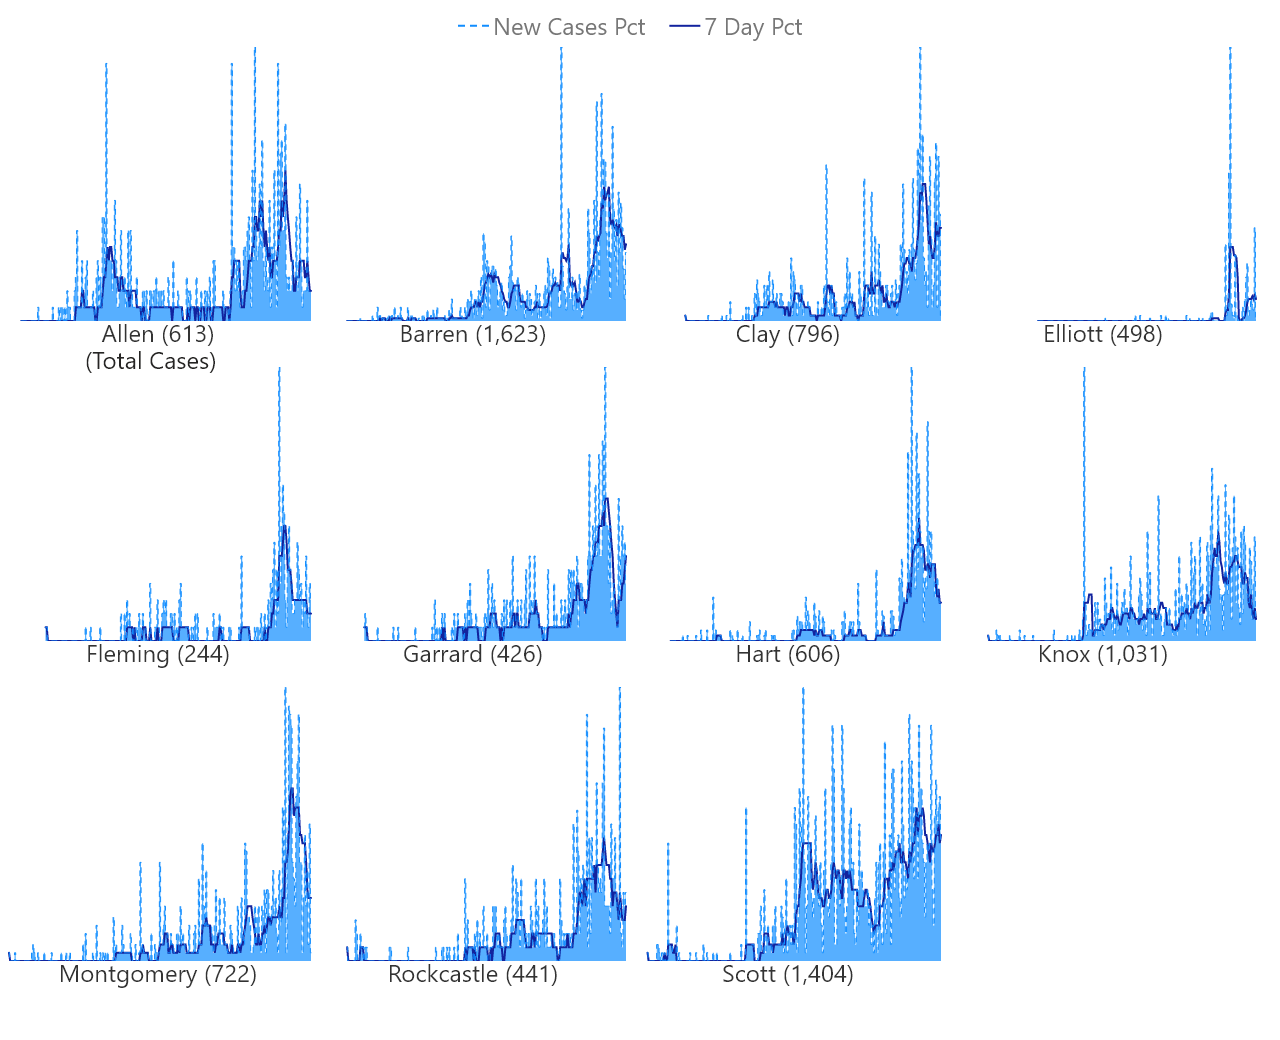 New Cases Pct 7 Day Pct
Allen (613)
(Total Cases)
Barren (1,623)
Clay (796)
Elliott (498)
Fleming (244)
Garrard (426)
Hart (606)
Knox (1,031)
Montgomery (722)
Rockcastle (441)
Scott (1,404)